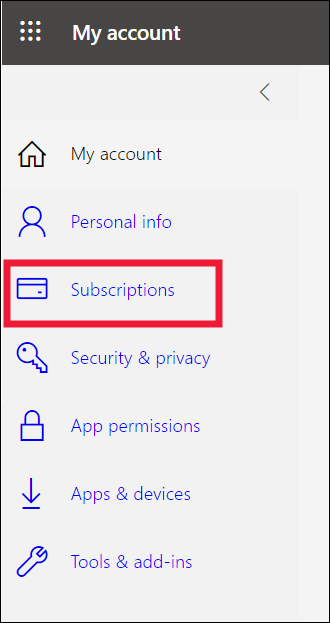 My account
My account
Personal info
Subscriptions
Security & privacy
App permissions
Apps & devices
Tools & add-ins